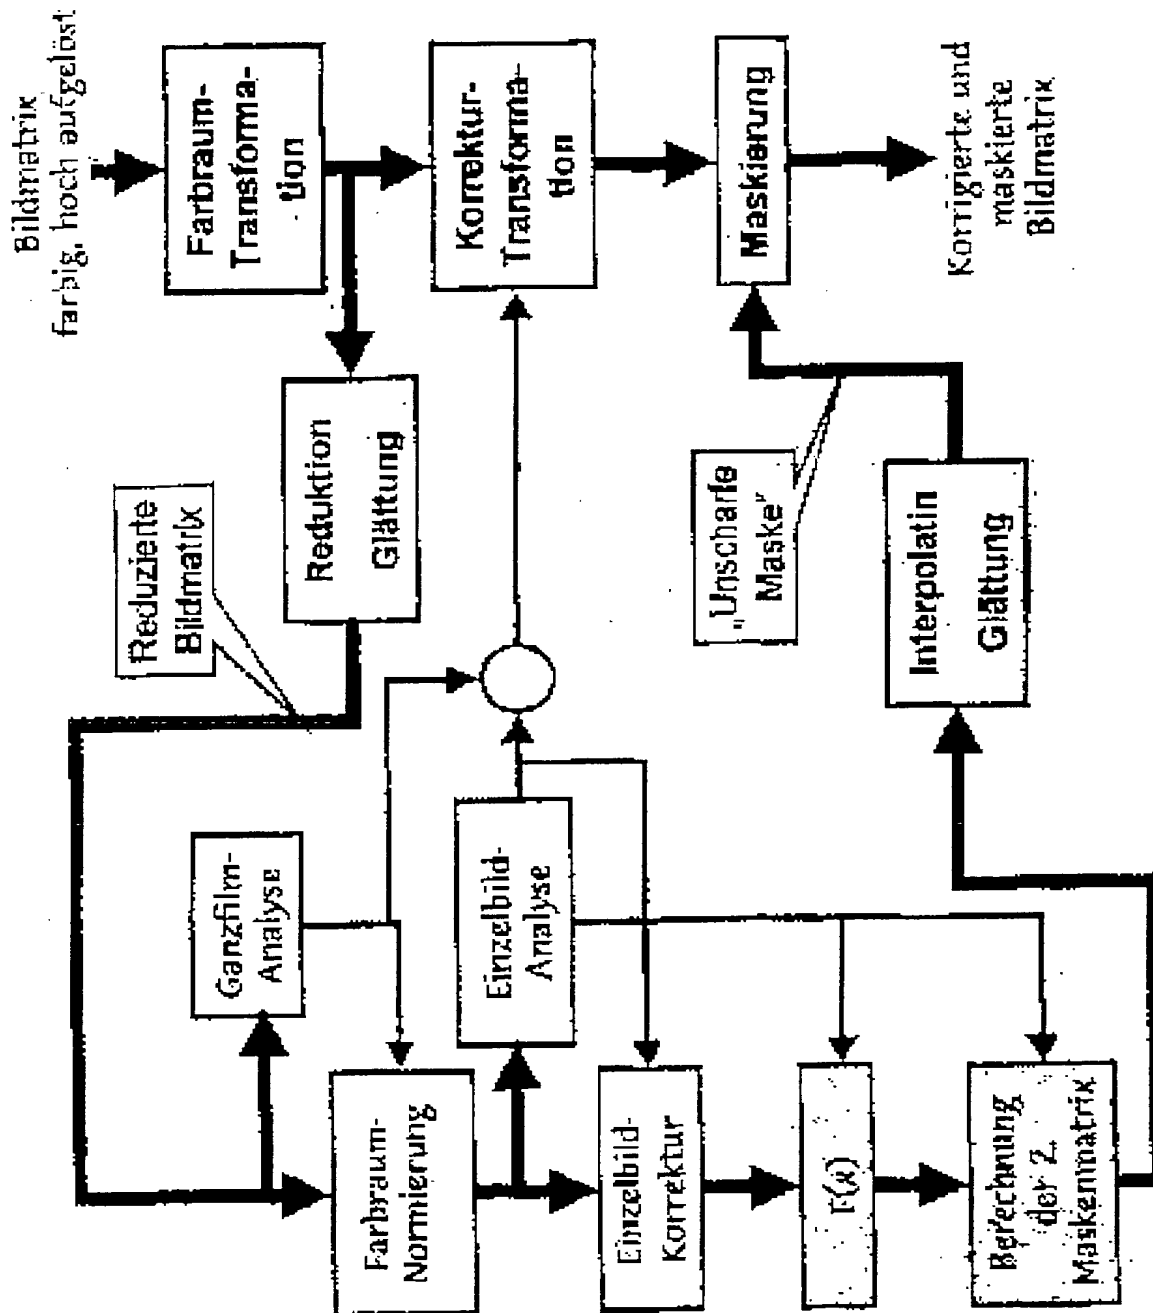 Bildmatrix
farbig, hoch aufgelöst
Farbraum-
Transforma-
tion
Korrektur-
Transforma-
tion
Maskierung
Korrigierte und
maskierte
Bildmatrix
Reduktion
Glättung
Reduzierte
Bildmatrix
„Unscharfe
Maske"
Interpolatin
Glättung
Ganzfilm-
Analyse
Einzelbild-
Analyse
Farbraum-
Normierung
Einzelbild-
Korrektur
Berechnung
der 2.
Maskenmatrix